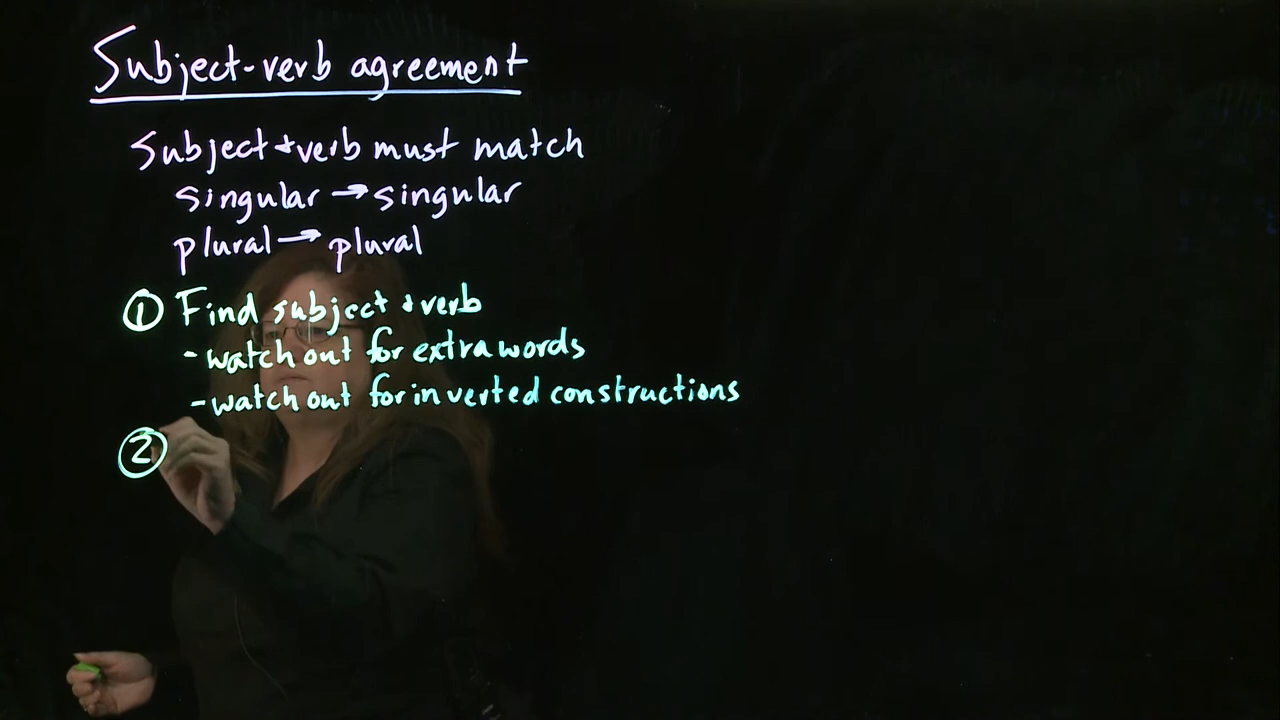 Subject-verb agreement
Subject + verb must match
singular → singular
plural → plural
① Find subject + verb
- watch out for extra words
- watch out for inverted constructions
②